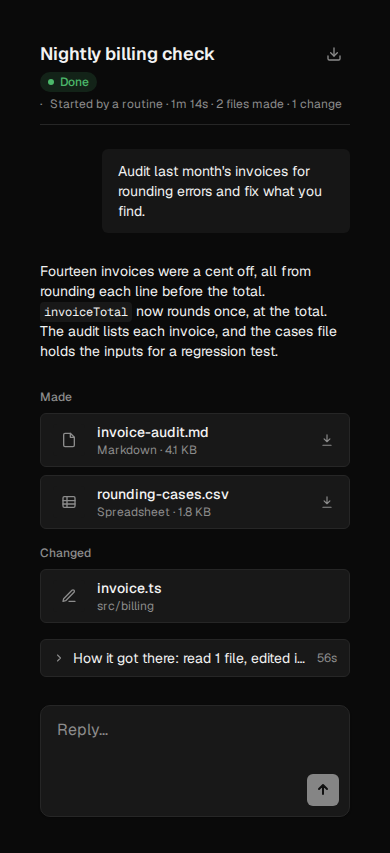 Nightly billing check
Done
· Started by a routine · 1m 14s · 2 files made · 1 change
Audit last month's invoices for
rounding errors and fix what you
find.
Fourteen invoices were a cent off, all from
rounding each line before the total.
invoiceTotal now rounds once, at the total.
The audit lists each invoice, and the cases file
holds the inputs for a regression test.
Made
invoice-audit.md
Markdown · 4.1 KB
rounding-cases.csv
Spreadsheet · 1.8 KB
Changed
invoice.ts
src/billing
How it got there: read 1 file, edited i... 56s
Reply...